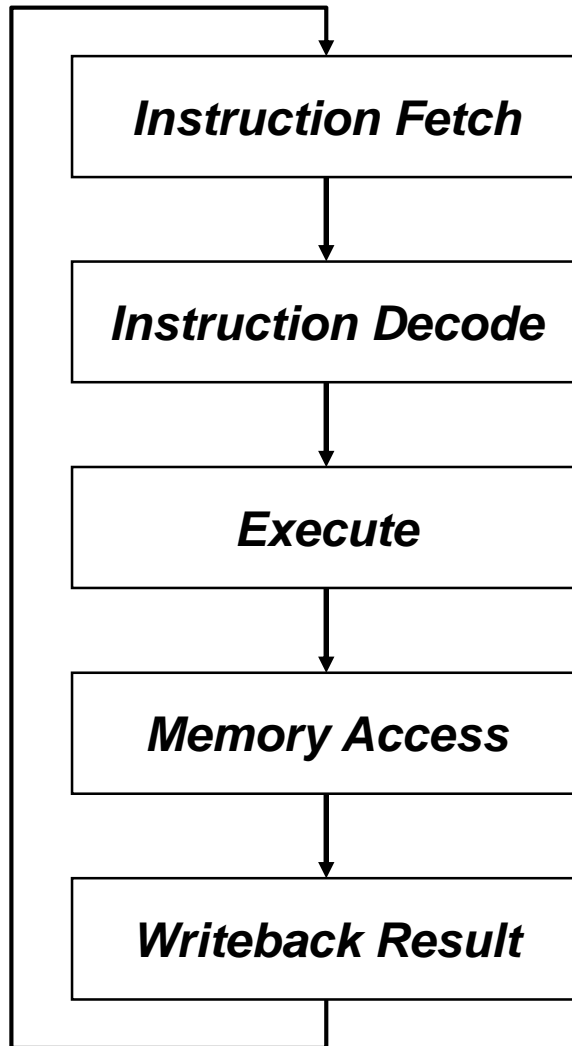 Instruction Fetch
Instruction Decode
Execute
Memory Access
Writeback Result